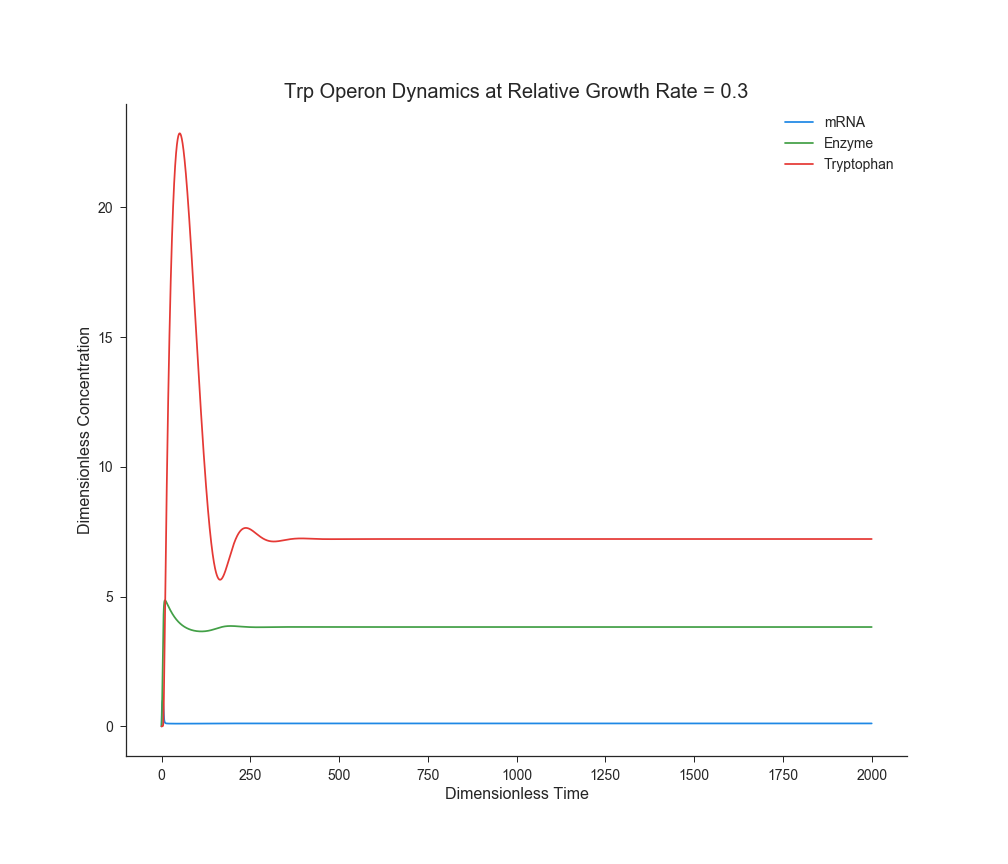 Trp Operon Dynamics at Relative Growth Rate = 0.3
mRNA
Enzyme
Tryptophan
Dimensionless Concentration
20
15
10
5
0
0 250 500 750 1000 1250 1500 1750 2000
Dimensionless Time